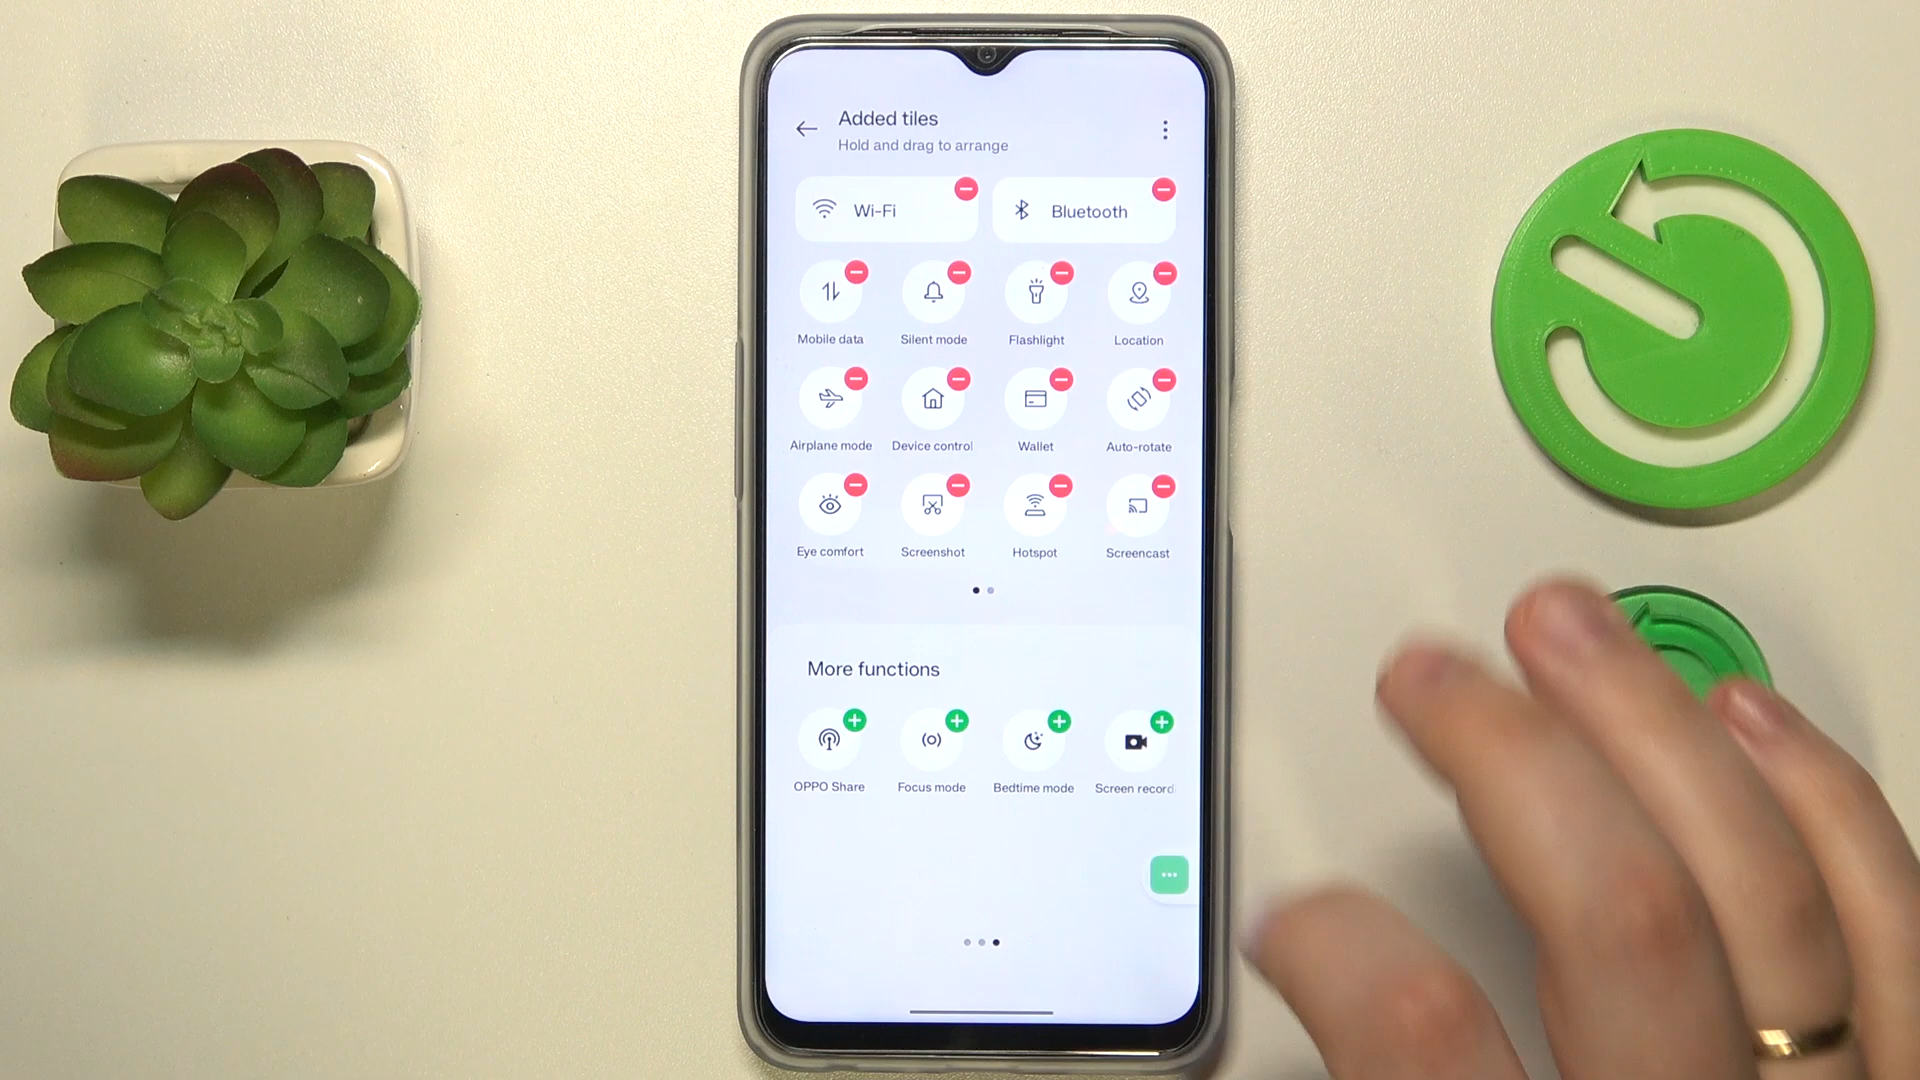 Added tiles
Hold and drag to arrange
Wi-Fi
Bluetooth
Mobile data
Silent mode
Flashlight
Location
Airplane mode
Device control
Wallet
Auto-rotate
Eye comfort
Screenshot
Hotspot
Screencast
More functions
OPPO Share
Focus mode
Bedtime mode
Screen record